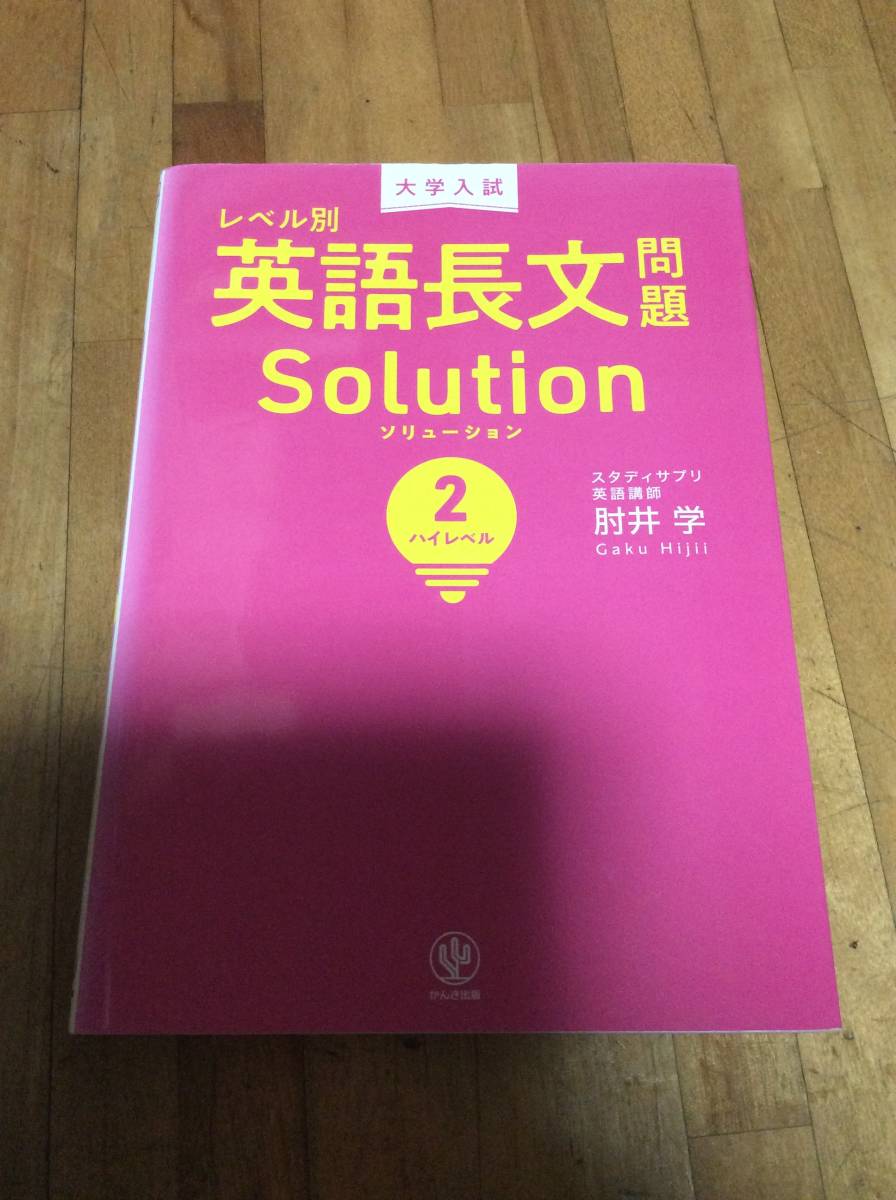 大学入試
レベル別
英語長文問題
Solution
ソリューション
2
ハイレベル
スタディサプリ
英語講師
肘井 学
Gaku Hijii
かんき出版